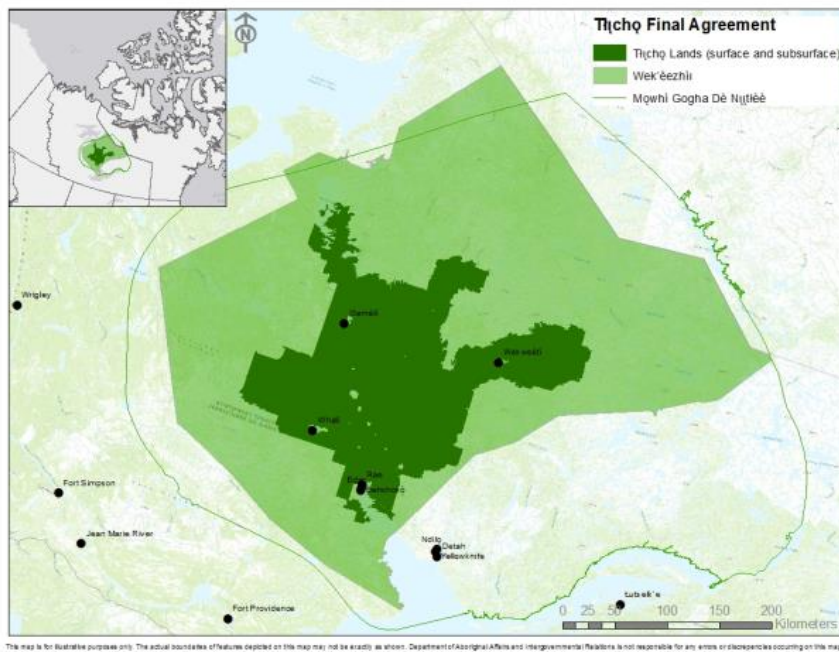 Tłı̨chǫ Final Agreement
Tłı̨chǫ Lands (surface and subsurface)
Wek'èezhìı
Mǫwhì Gogha Dè Nı̨ı̨tłèè
N
Wrigley
Gamètì
Wekweètì
Whatì
Rae
Fort Simpson
Jean Marie River
Ndilo
Detah
Yellowknife
Fort Providence
Łutselk'e
0 25 50 100 150 200
Kilometers
This map is for illustrative purposes only. The actual boundaries of features depicted on this map may not be exactly as shown. Department of Aboriginal Affairs and Intergovernmental Relations is not responsible for any errors or discrepancies occurring on this